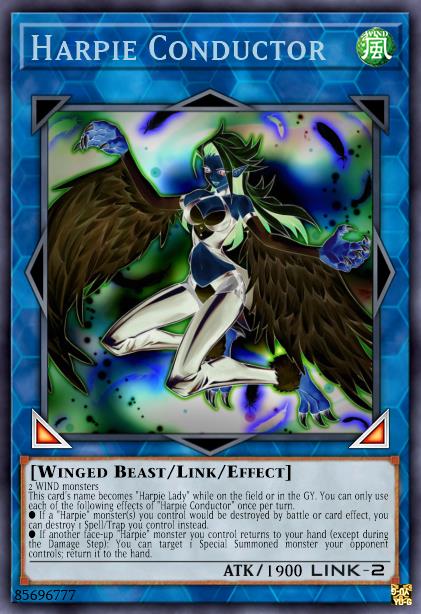 Harpie Conductor
WIND
風
[Winged Beast/Link/Effect]
2 WIND monsters
This card's name becomes "Harpie Lady" while on the field or in the GY. You can only use
each of the following effects of "Harpie Conductor" once per turn.
● If a "Harpie" monster(s) you control would be destroyed by battle or card effect, you
can destroy 1 Spell/Trap you control instead.
● If another face-up "Harpie" monster you control returns to your hand (except during
the Damage Step): You can target 1 Special Summoned monster your opponent
controls; return it to the hand.
ATK/1900 LINK-2
85696777